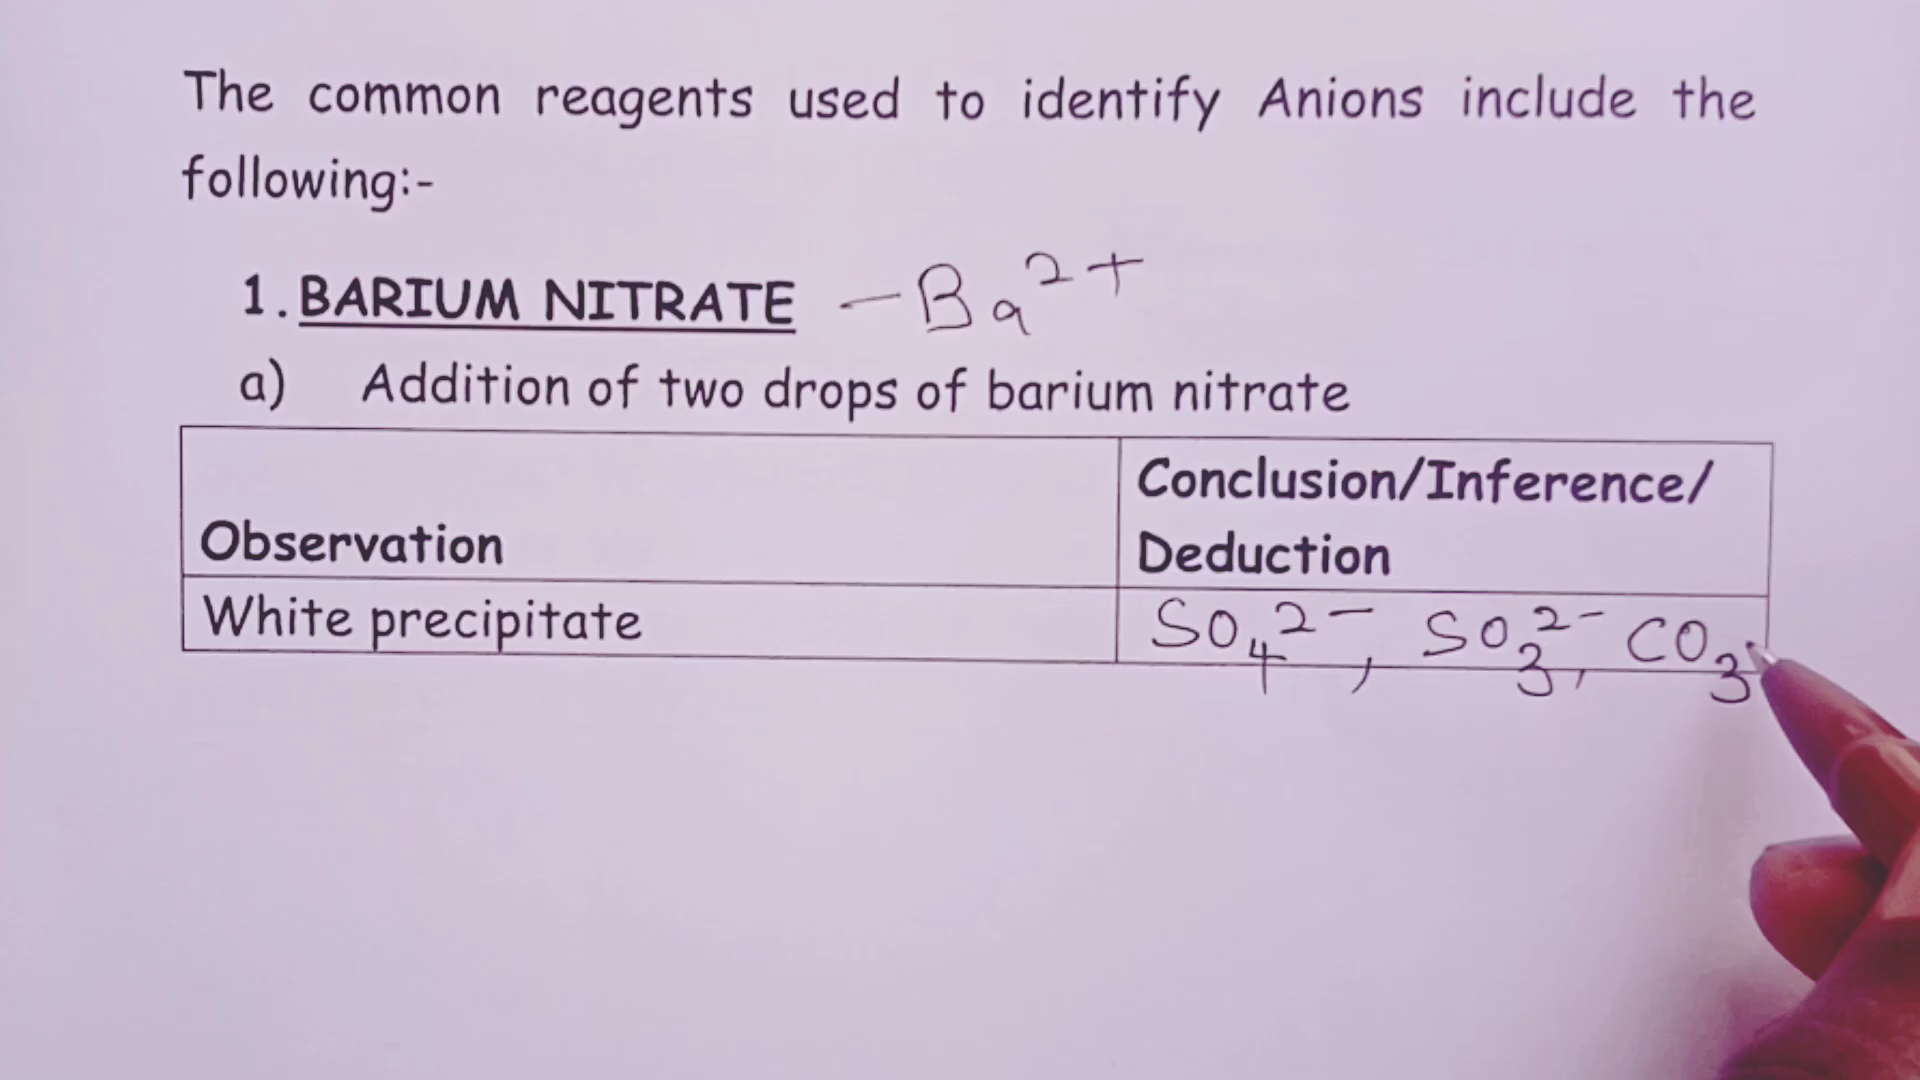 The common reagents used to identify Anions include the
following:-
1. BARIUM NITRATE – Ba²⁺
a) Addition of two drops of barium nitrate
Conclusion/Inference/
Observation Deduction
White precipitate SO₄²⁻, SO₃²⁻, CO₃